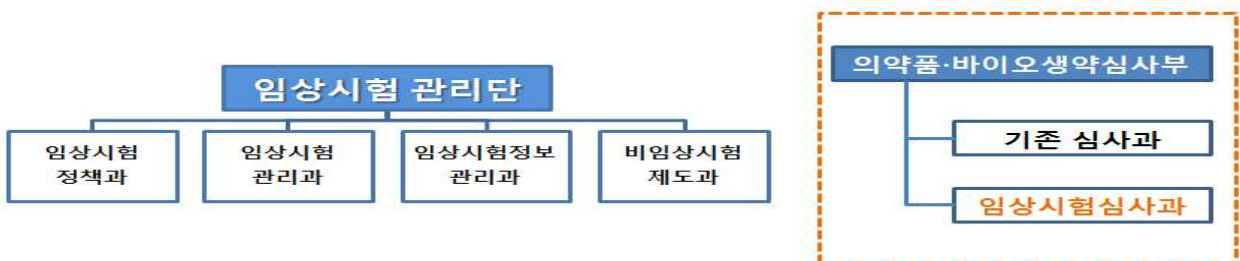 임상시험 관리단
임상시험
정책과
임상시험
관리과
임상시험정보
관리과
비임상시험
제도과
의약품·바이오생약심사부
기존 심사과
임상시험심사과